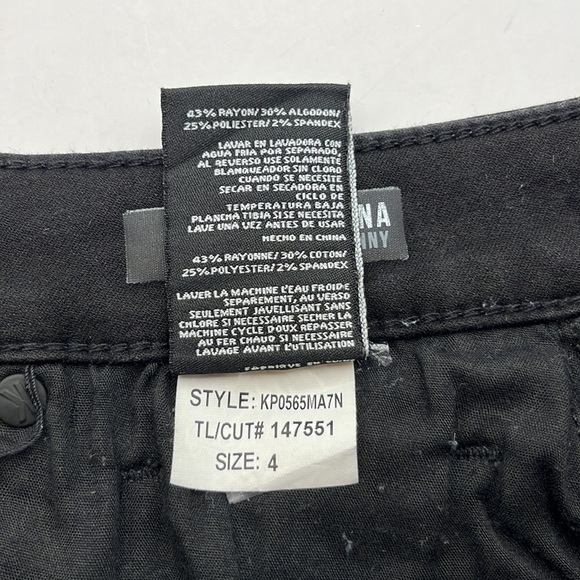 43% RAYON/30% ALGODON/
25% POLIESTER/2% SPANDEX
LAVAR EN LAVADORA CON
AGUA FRIA POR SEPARADO,
AL REVERSO USE SOLAMENTE
BLANQUEADOR SIN CLORO
CUANDO SE NECESITE
SECAR EN SECADORA EN
CICLO DE
TEMPERATURA BAJA
PLANCHA TIBIA SI SE NECESITA
LAVE UNA VEZ ANTES DE USAR
HECHO EN CHINA
43% RAYONNE/30% COTON/
25% POLYESTER/2% SPANDEX
LAVER LA MACHINE L'EAU FROIDE
SEPAREMENT, AU VERSO
SEULEMENT JAVELLISANT SANS
CHLORE SI NECESSAIRE SECHER LA
MACHINE CYCLE DOUX REPASSER
AU FER CHAUD SI NECESSAIRE
LAVAGE AVANT L'UTILISATION
FABRIQUE EN
NA
NNY
STYLE: KP0565MA7N
TL/CUT# 147551
SIZE: 4